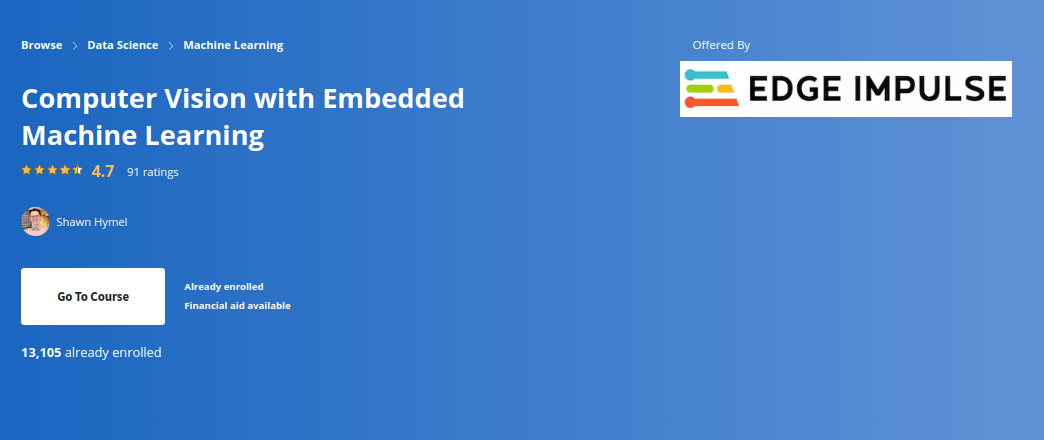 Browse > Data Science > Machine Learning
Offered By
EDGE IMPULSE
Computer Vision with Embedded
Machine Learning
4.7 91 ratings
Shawn Hymel
Go To Course
Already enrolled
Financial aid available
13,105 already enrolled